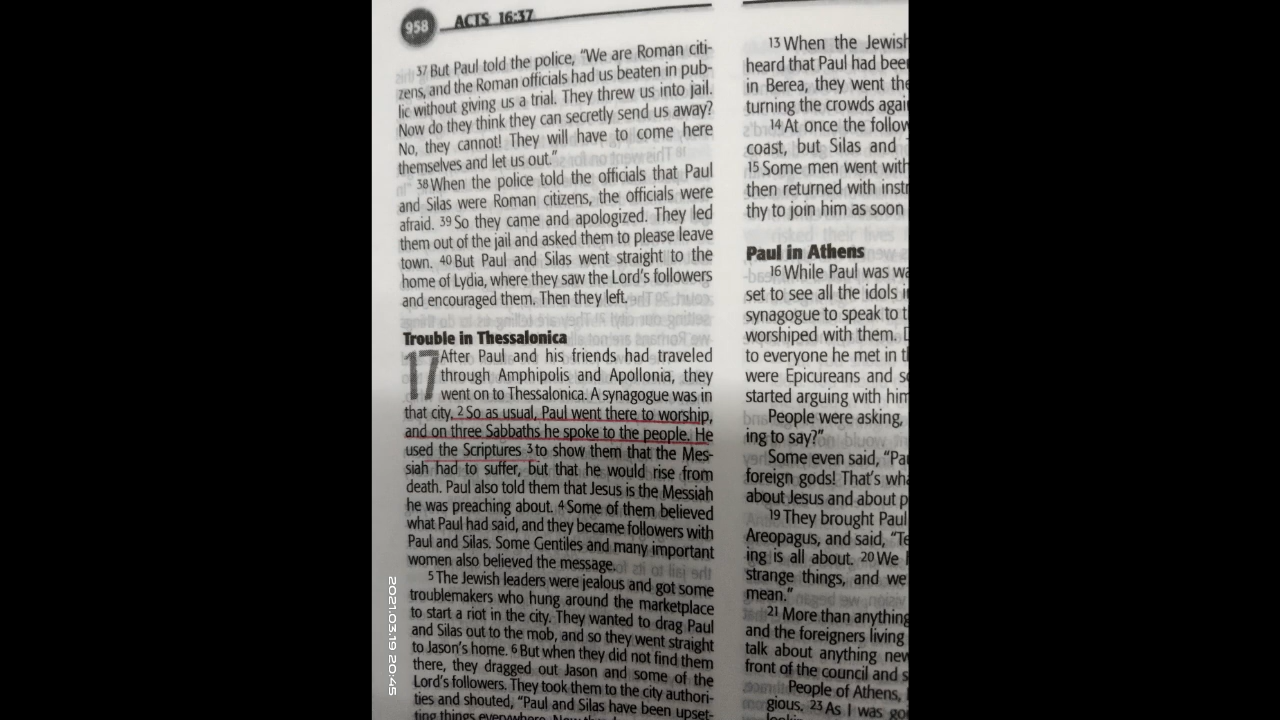 958 ACTS 16:37
37 But Paul told the police, "We are Roman citi-
zens, and the Roman officials had us beaten in pub-
lic without giving us a trial. They threw us into jail.
Now do they think they can secretly send us away?
No, they cannot! They will have to come here
themselves and let us out."
38 When the police told the officials that Paul
and Silas were Roman citizens, the officials were
afraid. 39 So they came and apologized. They led
them out of the jail and asked them to please leave
town. 40 But Paul and Silas went straight to the
home of Lydia, where they saw the Lord's followers
and encouraged them. Then they left.
Trouble in Thessalonica
17 After Paul and his friends had traveled
through Amphipolis and Apollonia, they
went on to Thessalonica. A synagogue was in
that city. 2 So as usual, Paul went there to worship,
and on three Sabbaths he spoke to the people. He
used the Scriptures 3 to show them that the Mes-
siah had to suffer, but that he would rise from
death. Paul also told them that Jesus is the Messiah
he was preaching about. 4 Some of them believed
what Paul had said, and they became followers with
Paul and Silas. Some Gentiles and many important
women also believed the message.
5 The Jewish leaders were jealous and got some
troublemakers who hung around the marketplace
to start a riot in the city. They wanted to drag Paul
and Silas out to the mob, and so they went straight
to Jason's home. 6 But when they did not find them
there, they dragged out Jason and some of the
Lord's followers. They took them to the city authori-
ties and shouted, "Paul and Silas have been upset-
ting things everywhere.
13 When the Jewish
heard that Paul had been
in Berea, they went the
turning the crowds agai
14 At once the follow
coast, but Silas and
15 Some men went with
then returned with instr
thy to join him as soon
Paul in Athens
16 While Paul was wa
set to see all the idols i
synagogue to speak to t
worshiped with them.
to everyone he met in t
were Epicureans and so
started arguing with him
People were asking,
ing to say?"
Some even said, "Pa
foreign gods! That's wha
about Jesus and about p
19 They brought Paul
Areopagus, and said, "Te
ing is all about. 20 We
strange things, and we
mean."
21 More than anything
and the foreigners living
talk about anything new
front of the council and s
People of Athens,
gious. 23 As I was go
2021.03.19 20:45